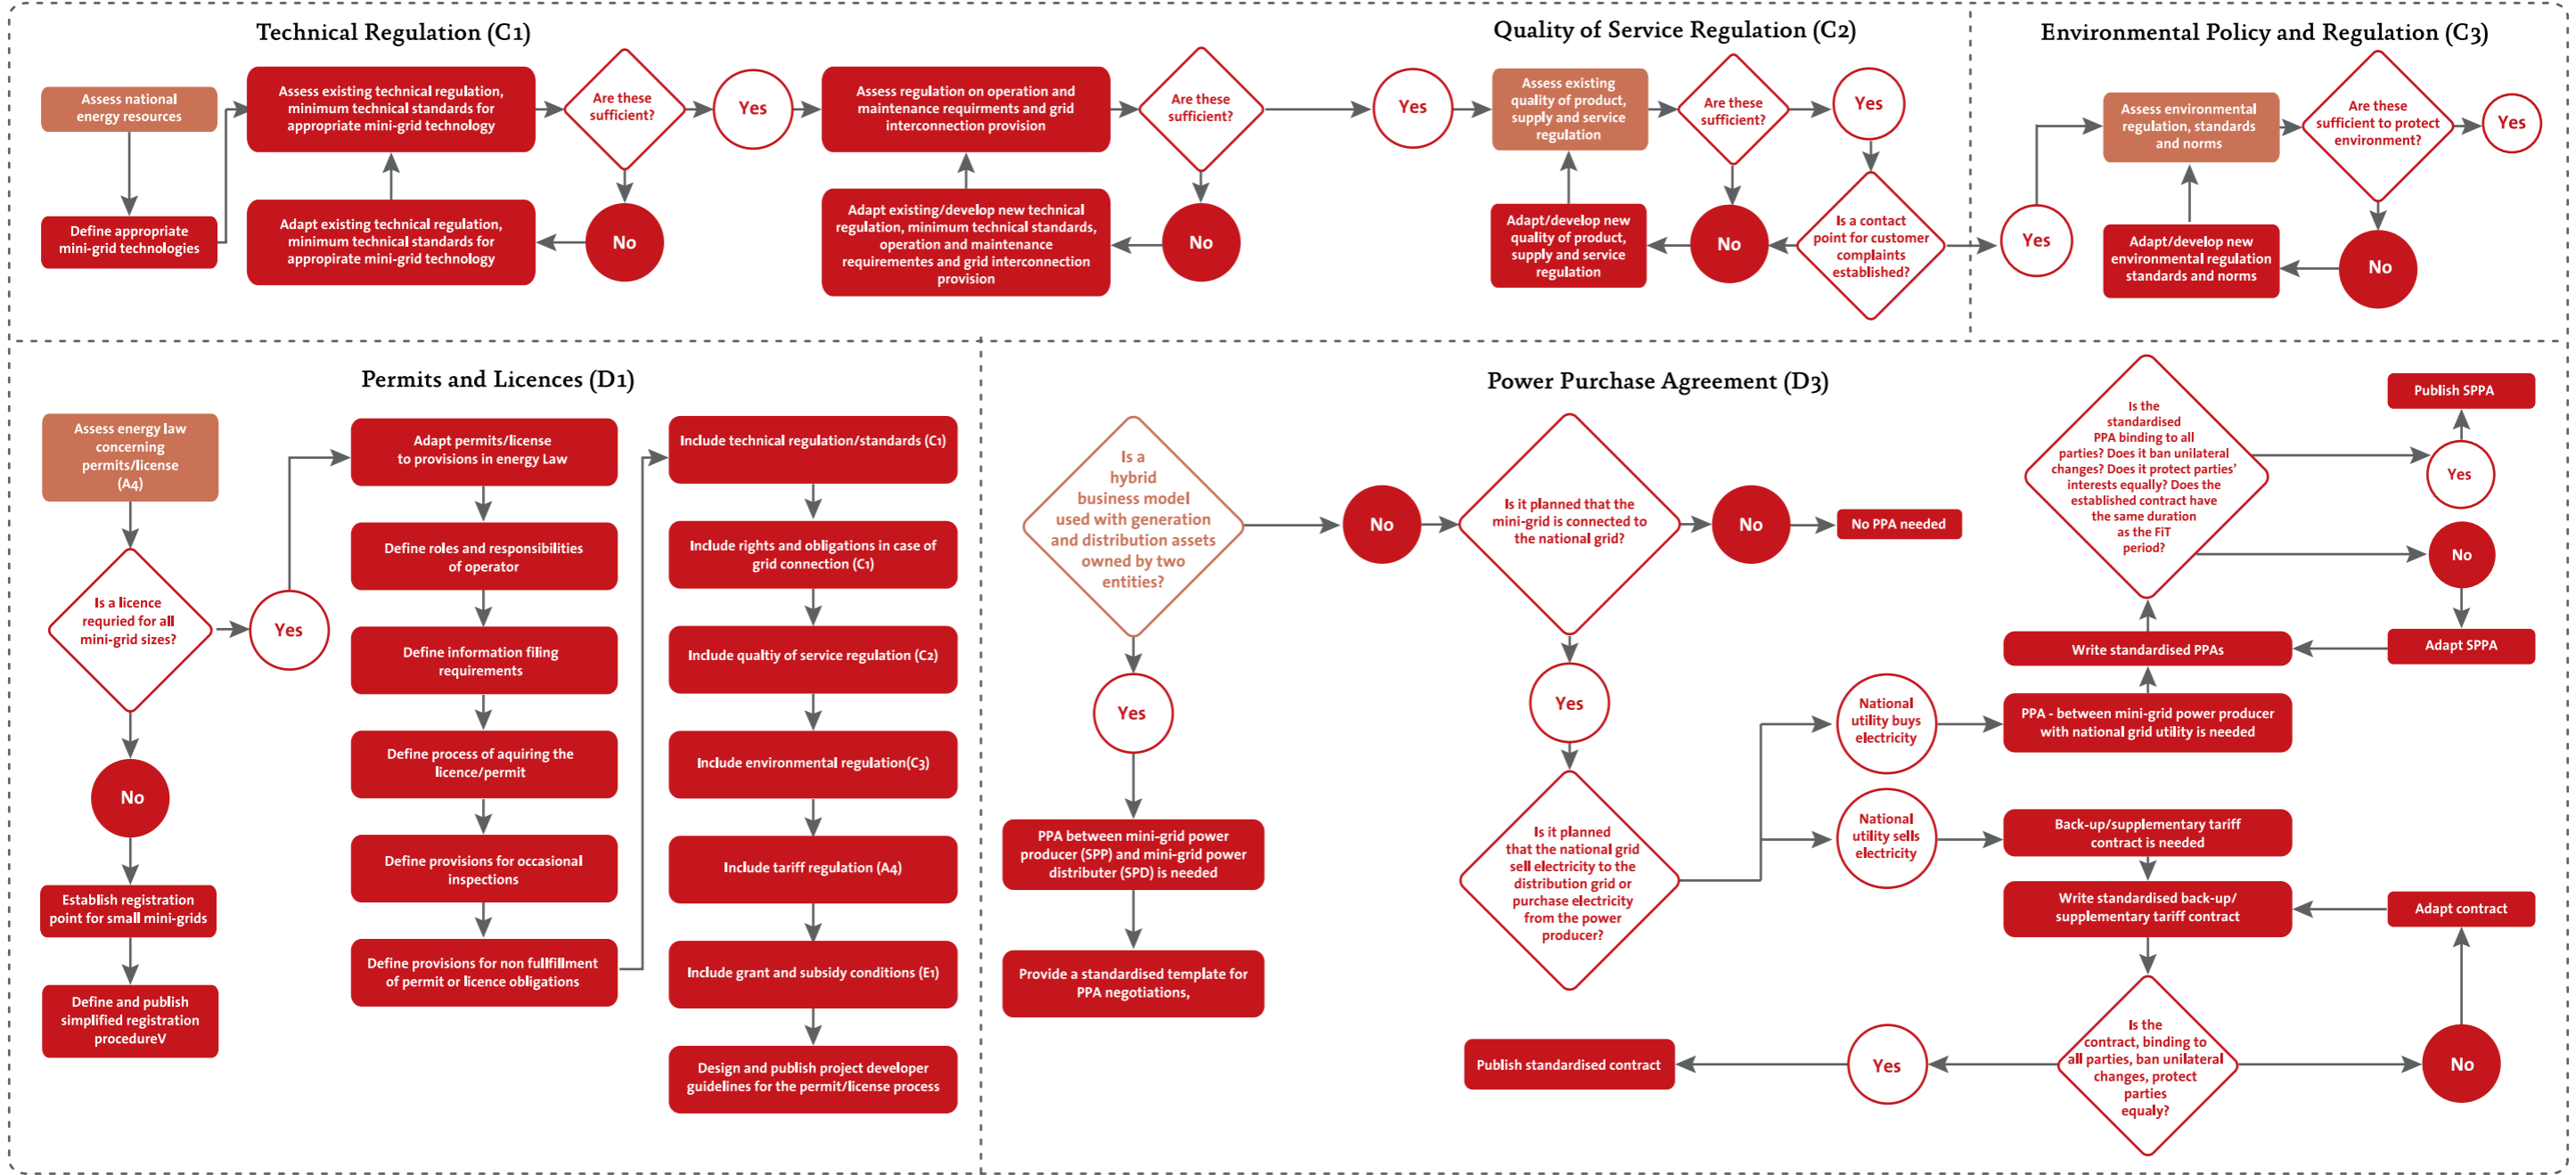 Technical Regulation (C1)
Assess national
energy resources
Define appropriate
mini-grid technologies
Assess existing technical regulation,
minimum technical standards for
appropriate mini-grid technology
Adapt existing technical regulation,
minimum technical standards for
appropirate mini-grid technology
Are these
sufficient?
No
Yes
Assess regulation on operation and
maintenance requirments and grid
interconnection provision
Adapt existing/develop new technical
regulation, minimum technical standards,
operation and maintenance
requirementes and grid interconnection
provision
Are these
sufficient?
No
Yes
Quality of Service Regulation (C2)
Assess existing
quality of product,
supply and service
regulation
Adapt/develop new
quality of product,
supply and service
regulation
Are these
sufficient?
No
Yes
Is a contact
point for customer
complaints
established?
Yes
Environmental Policy and Regulation (C3)
Assess environmental
regulation, standards
and norms
Adapt/develop new
environmental regulation
standards and norms
Are these
sufficient to protect
environment?
No
Yes
Permits and Licences (D1)
Assess energy law
concerning
permits/license
(A4)
Is a licence
requried for all
mini-grid sizes?
Yes
No
Establish registration
point for small mini-grids
Define and publish
simplified registration
procedureV
Adapt permits/license
to provisions in energy Law
Define roles and responsibilities
of operator
Define information filing
requirements
Define process of aquiring the
licence/permit
Define provisions for occasional
inspections
Define provisions for non fullfillment
of permit or licence obligations
Include technical regulation/standards (C1)
Include rights and obligations in case of
grid connection (C1)
Include qualtiy of service regulation (C2)
Include environmental regulation(C3)
Include tariff regulation (A4)
Include grant and subsidy conditions (E1)
Design and publish project developer
guidelines for the permit/license process
Power Purchase Agreement (D3)
Is a
hybrid
business model
used with generation
and distribution assets
owned by two
entities?
Yes
PPA between mini-grid power
producer (SPP) and mini-grid power
distributer (SPD) is needed
Provide a standardised template for
PPA negotiations,
No
Is it planned that the
mini-grid is connected to
the national grid?
No
No PPA needed
Yes
Is it planned
that the national grid
sell electricity to the
distribution grid or
purchase electricity
from the power
producer?
National
utility buys
electricity
PPA - between mini-grid power producer
with national grid utility is needed
Write standardised PPAs
Is the
standardised
PPA binding to all
parties? Does it ban unilateral
changes? Does it protect parties’
interests equally? Does the
established contract have
the same duration
as the FiT
period?
Publish SPPA
Yes
No
Adapt SPPA
National
utility sells
electricity
Back-up/supplementary tariff
contract is needed
Write standardised back-up/
supplementary tariff contract
Adapt contract
Is the
contract, binding to
all parties, ban unilateral
changes, protect
parties
equaly?
No
Yes
Publish standardised contract